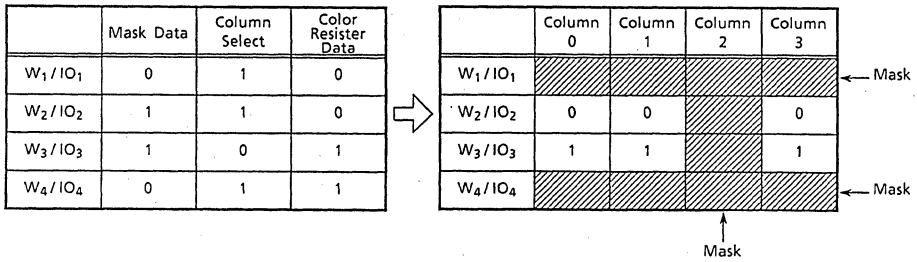 Mask Data Column Select Color Resister Data
W1/IO1 0 1 0
W2/IO2 1 1 0
W3/IO3 1 0 1
W4/IO4 0 1 1
Column 0 Column 1 Column 2 Column 3
W1/IO1 Mask
W2/IO2 0 0 0
W3/IO3 1 1 1
W4/IO4 Mask
Mask